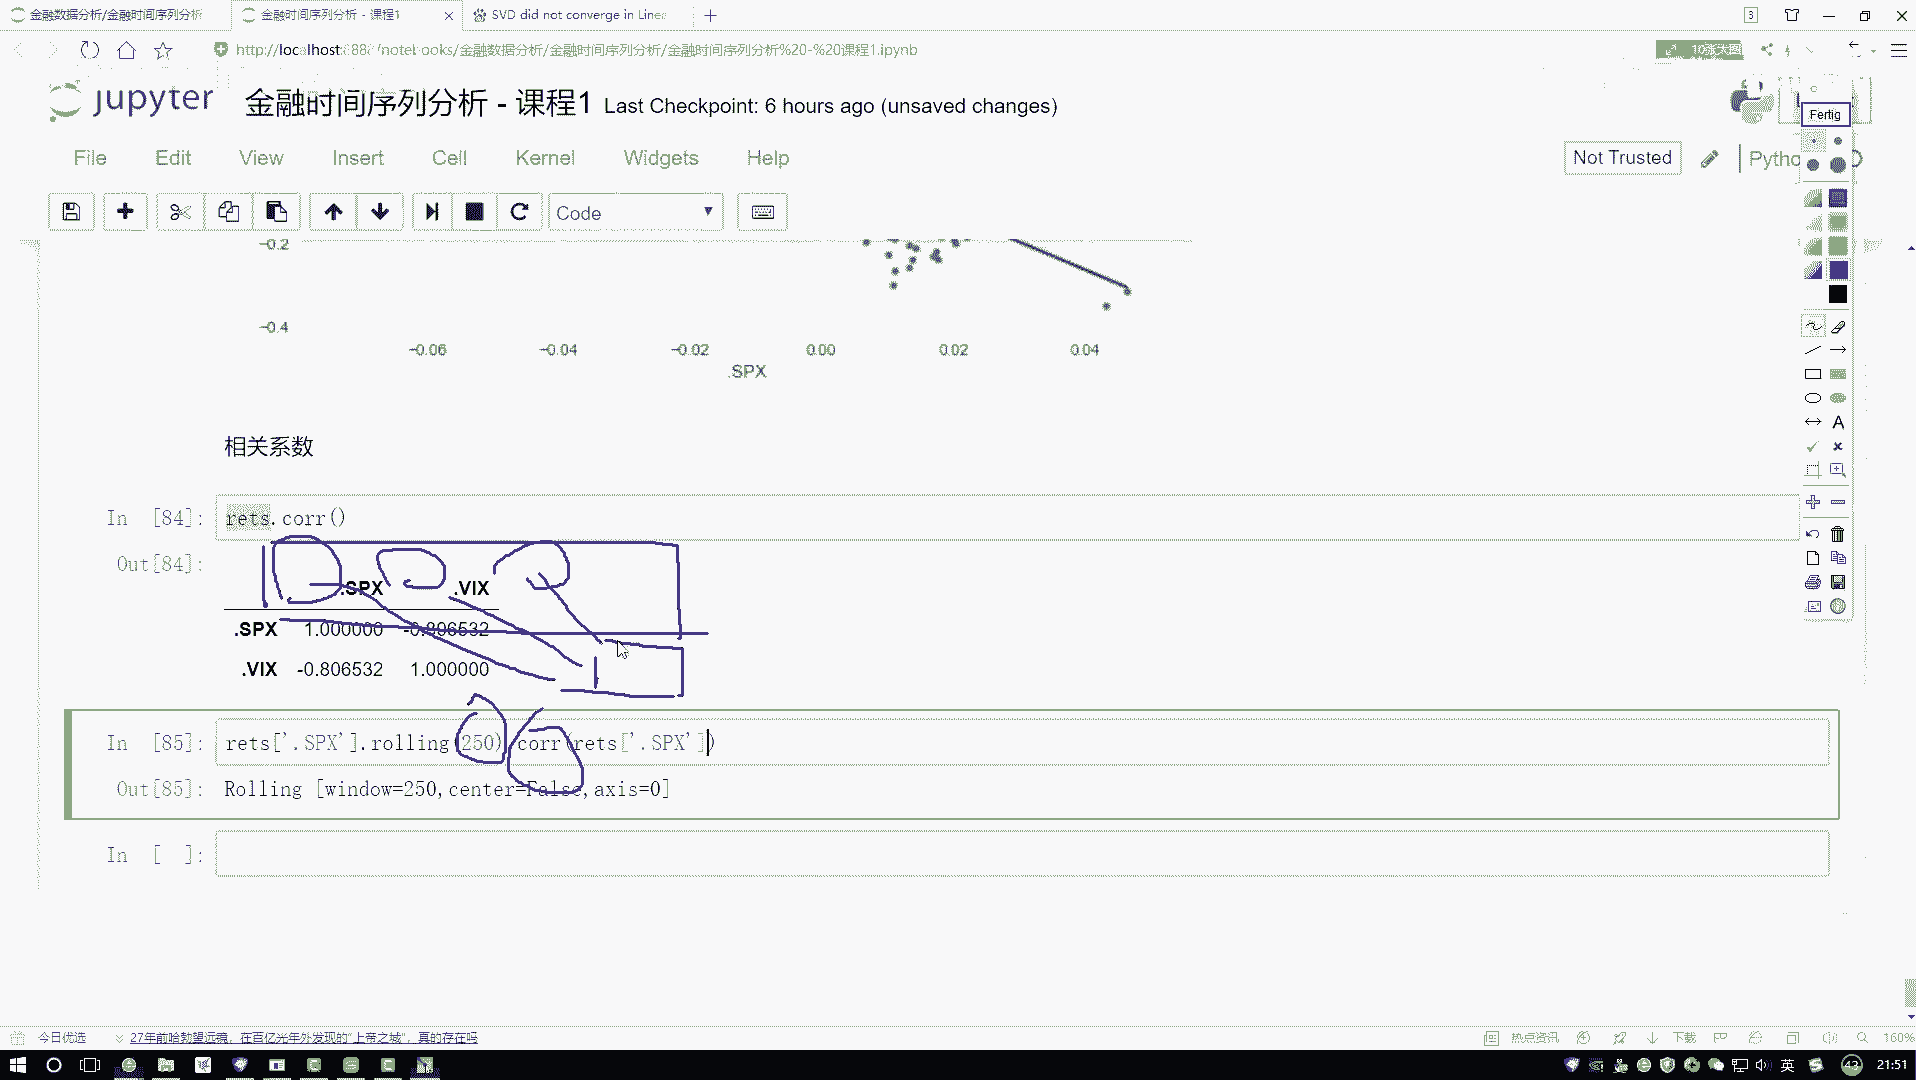 金融数据分析/金融时间序列分析
金融时间序列分析 - 课程1
SVD did not converge in Linea
3
http://localhost:888 /notebooks/金融数据分析/金融时间序列分析/金融时间序列分析%20-%20课程1.ipynb
10张大图
jupyter 金融时间序列分析 - 课程1 Last Checkpoint: 6 hours ago (unsaved changes)
Fertig
File Edit View Insert Cell Kernel Widgets Help
Not Trusted
Pytho
Code
A
-0.2
-0.4
-0.06 -0.04 -0.02 0.00 0.02 0.04
.SPX
相关系数
In [84]: rets.corr()
Out[84]:
.SPX .VIX
.SPX 1.000000 -0.806532
.VIX -0.806532 1.000000
In [85]: rets['.SPX'].rolling(250).corr(rets['.SPX'])
Out[85]: Rolling [window=250,center=False,axis=0]
In [ ]:
今日优选
27年前哈勃望远镜，在百亿光年外发现的"上帝之城"，真的存在吗
热点资讯
下载
160%
英
43
21:51